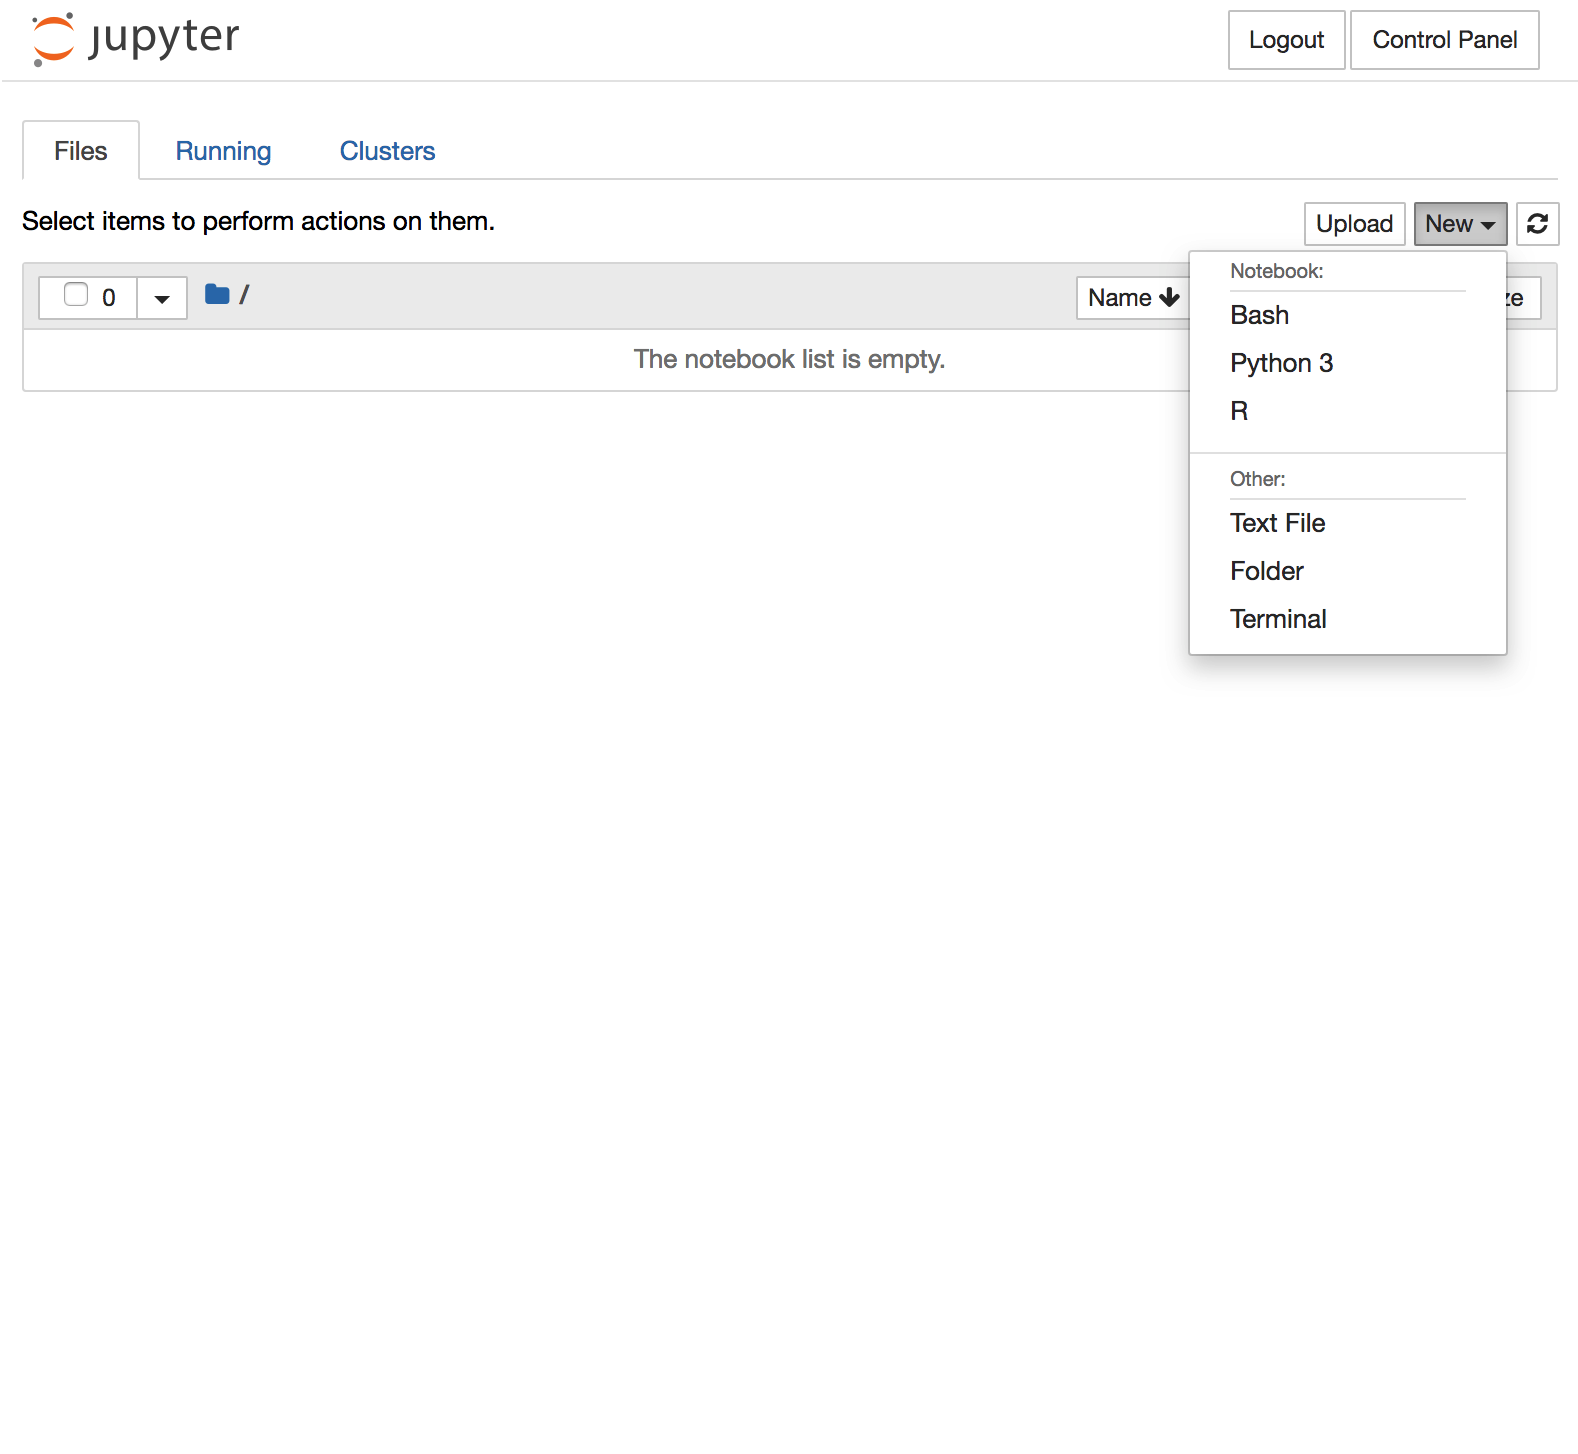 jupyter
Logout Control Panel
Files Running Clusters
Select items to perform actions on them.
Upload New
0 / Name
The notebook list is empty.
Notebook:
Bash
Python 3
R
Other:
Text File
Folder
Terminal